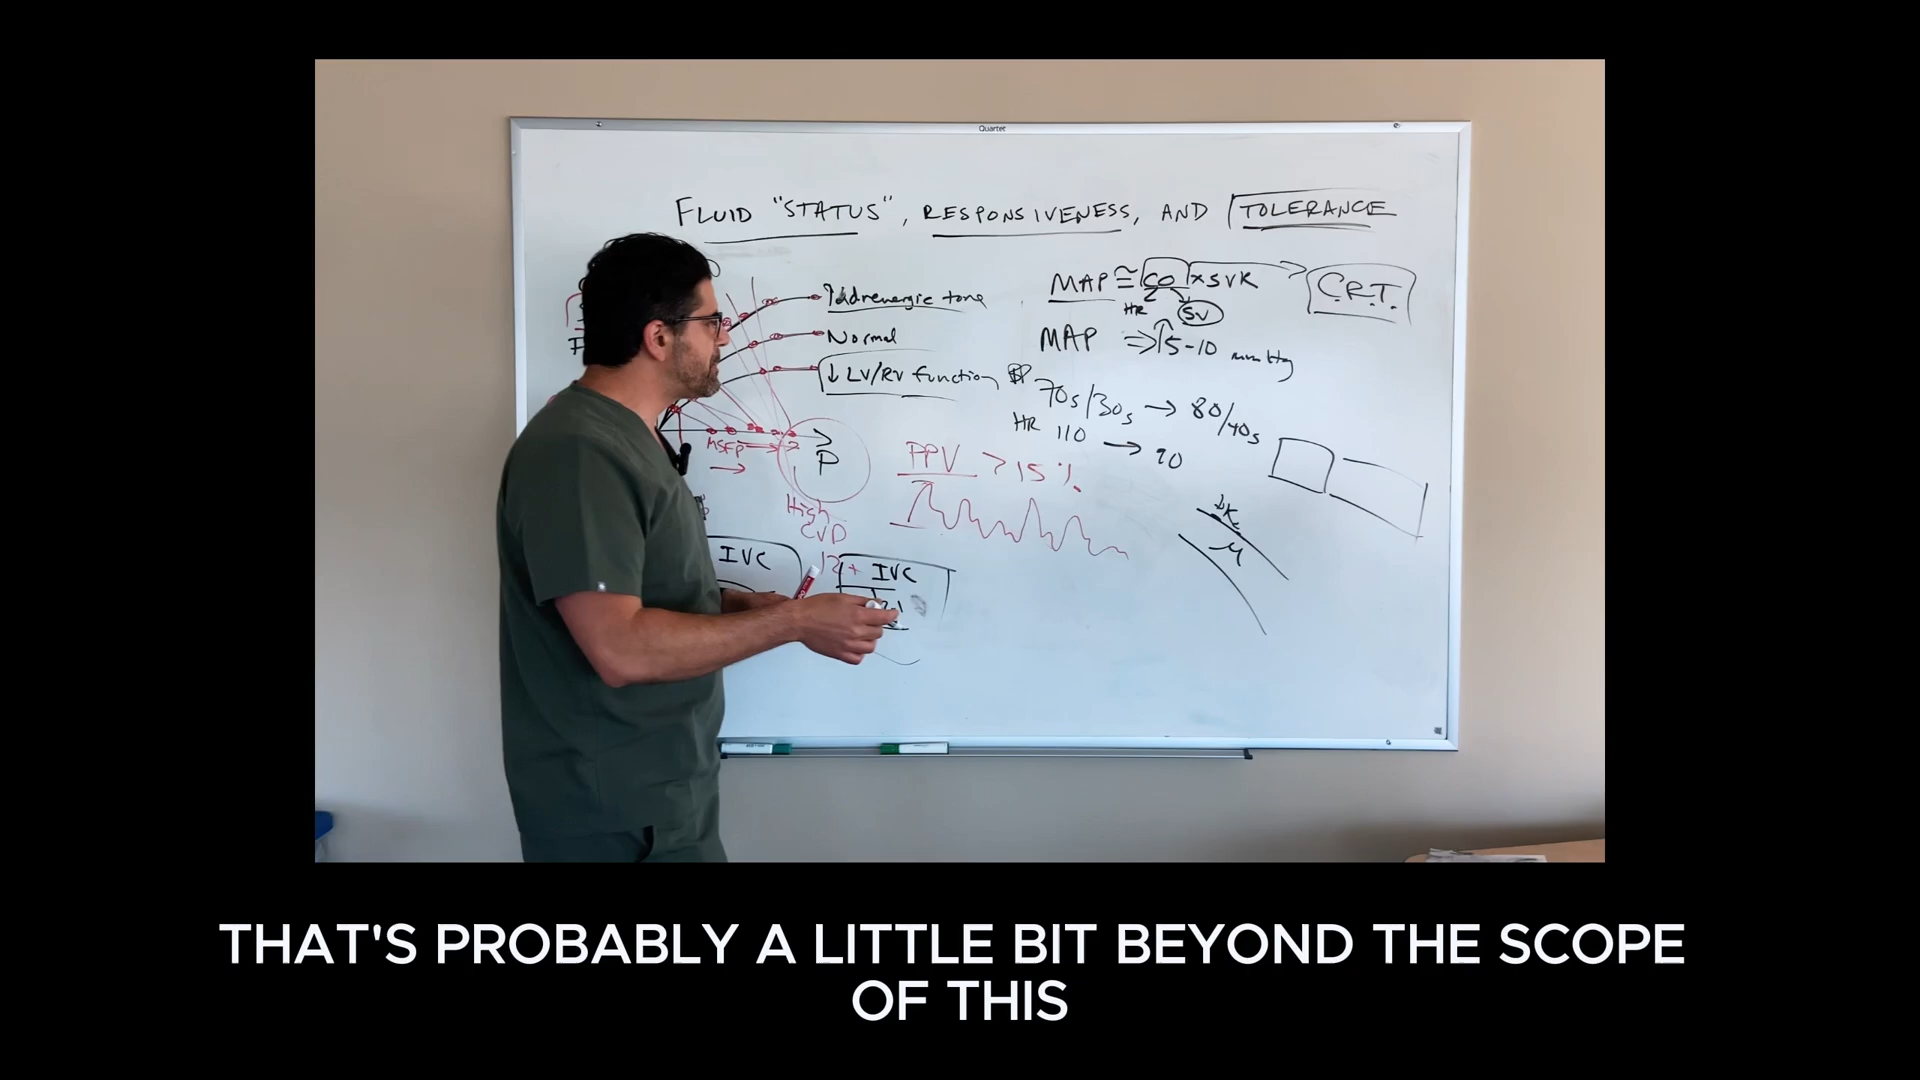 Quartet
FLUID "STATUS", RESPONSIVENESS, AND TOLERANCE
MAP ≅ CO x SVR → C.R.T.
HR SV
↑Adrenergic tone
Normal
↓ LV/RV function
MAP ⇒ ↑5-10 mmHg
70s/30s → 80/40s
HR 110 → 90
MSFP →
P
PPV > 15%
High
CVP
12+
IVC
IVC
THAT'S PROBABLY A LITTLE BIT BEYOND THE SCOPE
OF THIS